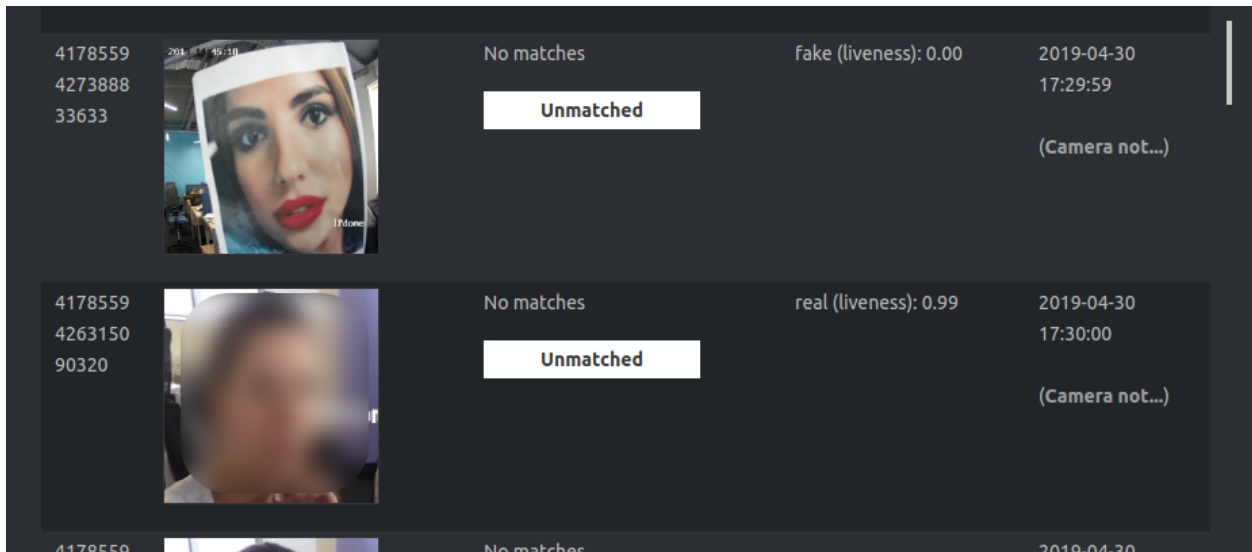 4178559
4273888
33633
No matches
Unmatched
fake (liveness): 0.00
2019-04-30
17:29:59
(Camera not...)
45:18
4178559
4263150
90320
No matches
Unmatched
real (liveness): 0.99
2019-04-30
17:30:00
(Camera not...)
4178559
No matches
2019-04-30